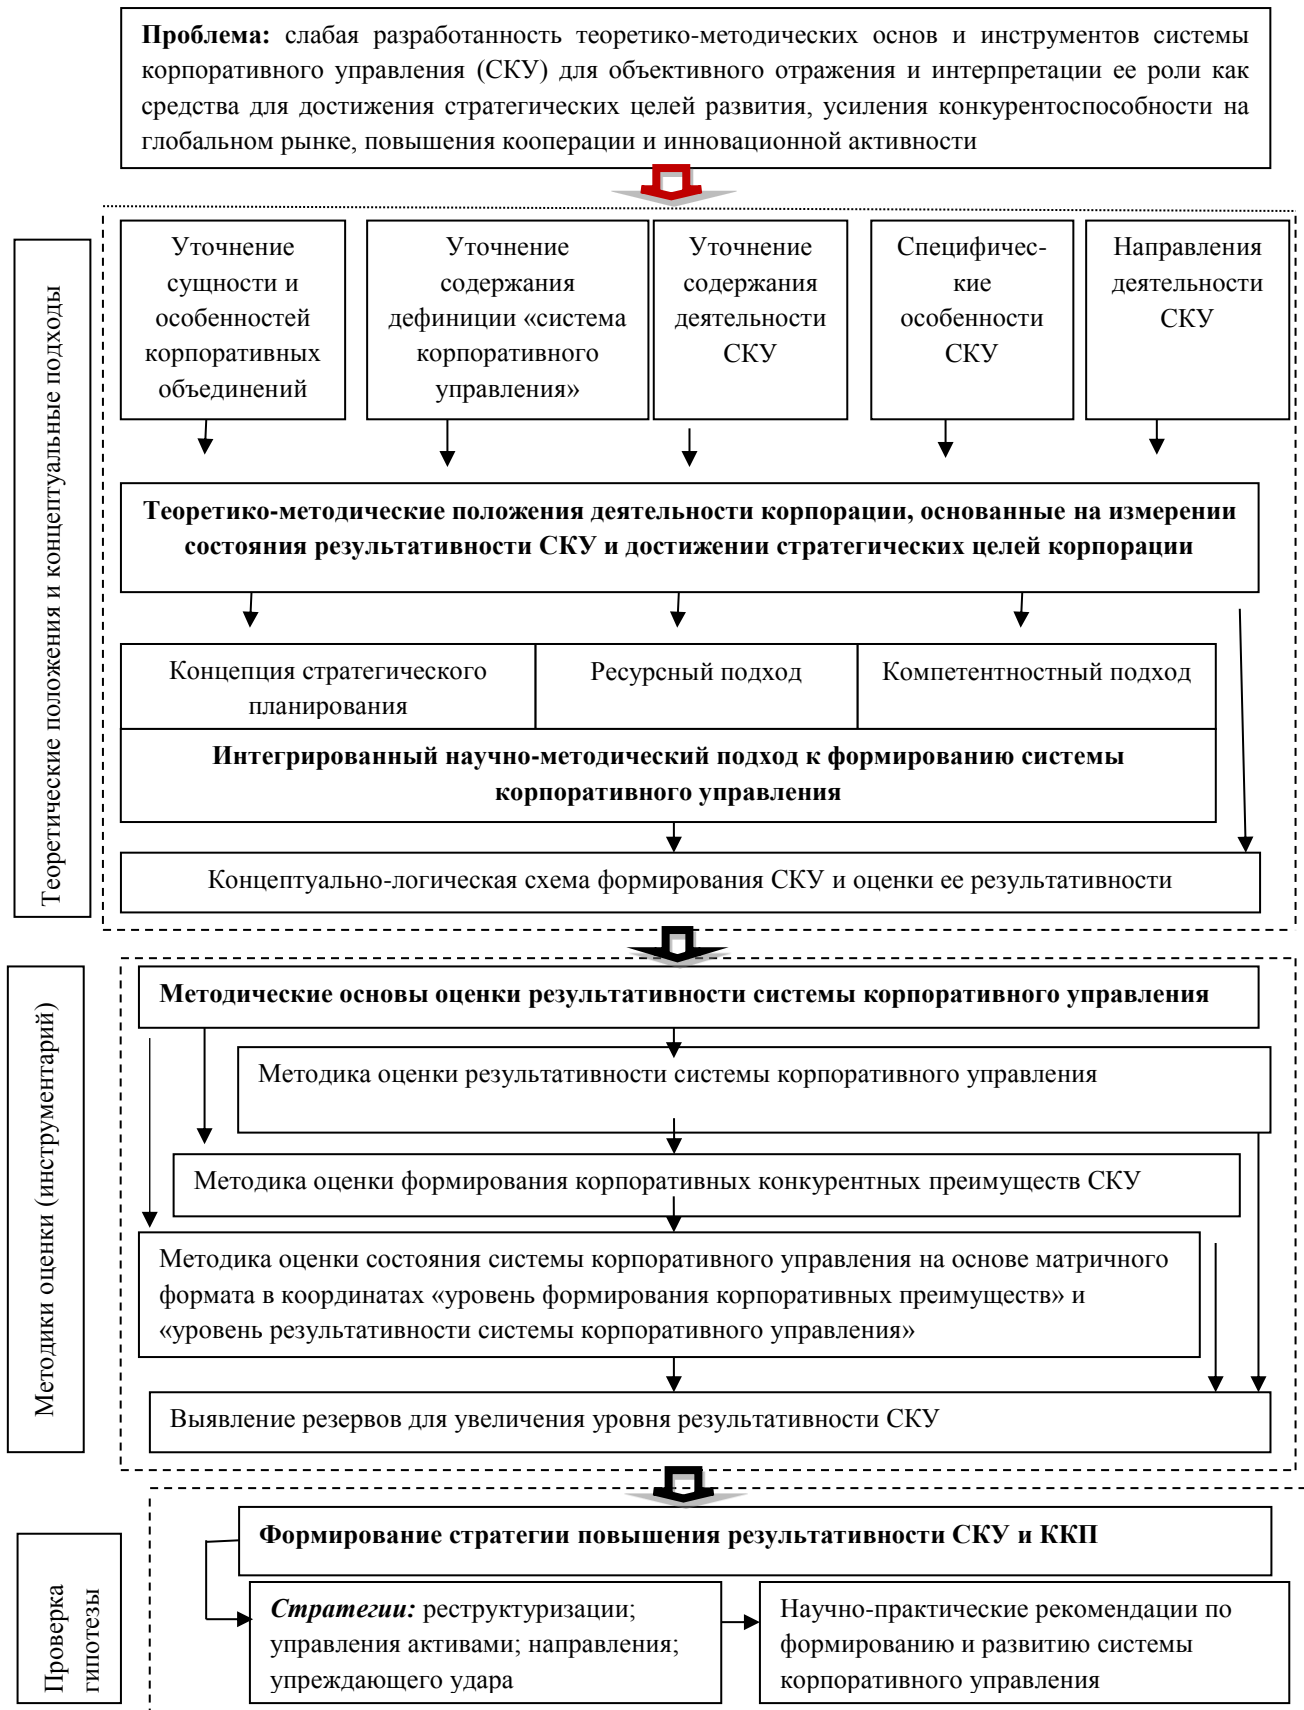 Проблема: слабая разработанность теоретико-методических основ и инструментов системы
корпоративного управления (СКУ) для объективного отражения и интерпретации ее роли как
средства для достижения стратегических целей развития, усиления конкурентоспособности на
глобальном рынке, повышения кооперации и инновационной активности
Теоретические положения и концептуальные подходы
Уточнение
сущности и
особенностей
корпоративных
объединений
Уточнение
содержания
дефиниции «система
корпоративного
управления»
Уточнение
содержания
деятельности
СКУ
Специфичес-
кие
особенности
СКУ
Направления
деятельности
СКУ
Теоретико-методические положения деятельности корпорации, основанные на измерении
состояния результативности СКУ и достижении стратегических целей корпорации
Концепция стратегического
планирования
Ресурсный подход
Компетентностный подход
Интегрированный научно-методический подход к формированию системы
корпоративного управления
Концептуально-логическая схема формирования СКУ и оценки ее результативности
Методики оценки (инструментарий)
Методические основы оценки результативности системы корпоративного управления
Методика оценки результативности системы корпоративного управления
Методика оценки формирования корпоративных конкурентных преимуществ СКУ
Методика оценки состояния системы корпоративного управления на основе матричного
формата в координатах «уровень формирования корпоративных преимуществ» и
«уровень результативности системы корпоративного управления»
Выявление резервов для увеличения уровня результативности СКУ
Проверка
гипотезы
Формирование стратегии повышения результативности СКУ и ККП
Стратегии: реструктуризации;
управления активами; направления;
упреждающего удара
Научно-практические рекомендации по
формированию и развитию системы
корпоративного управления